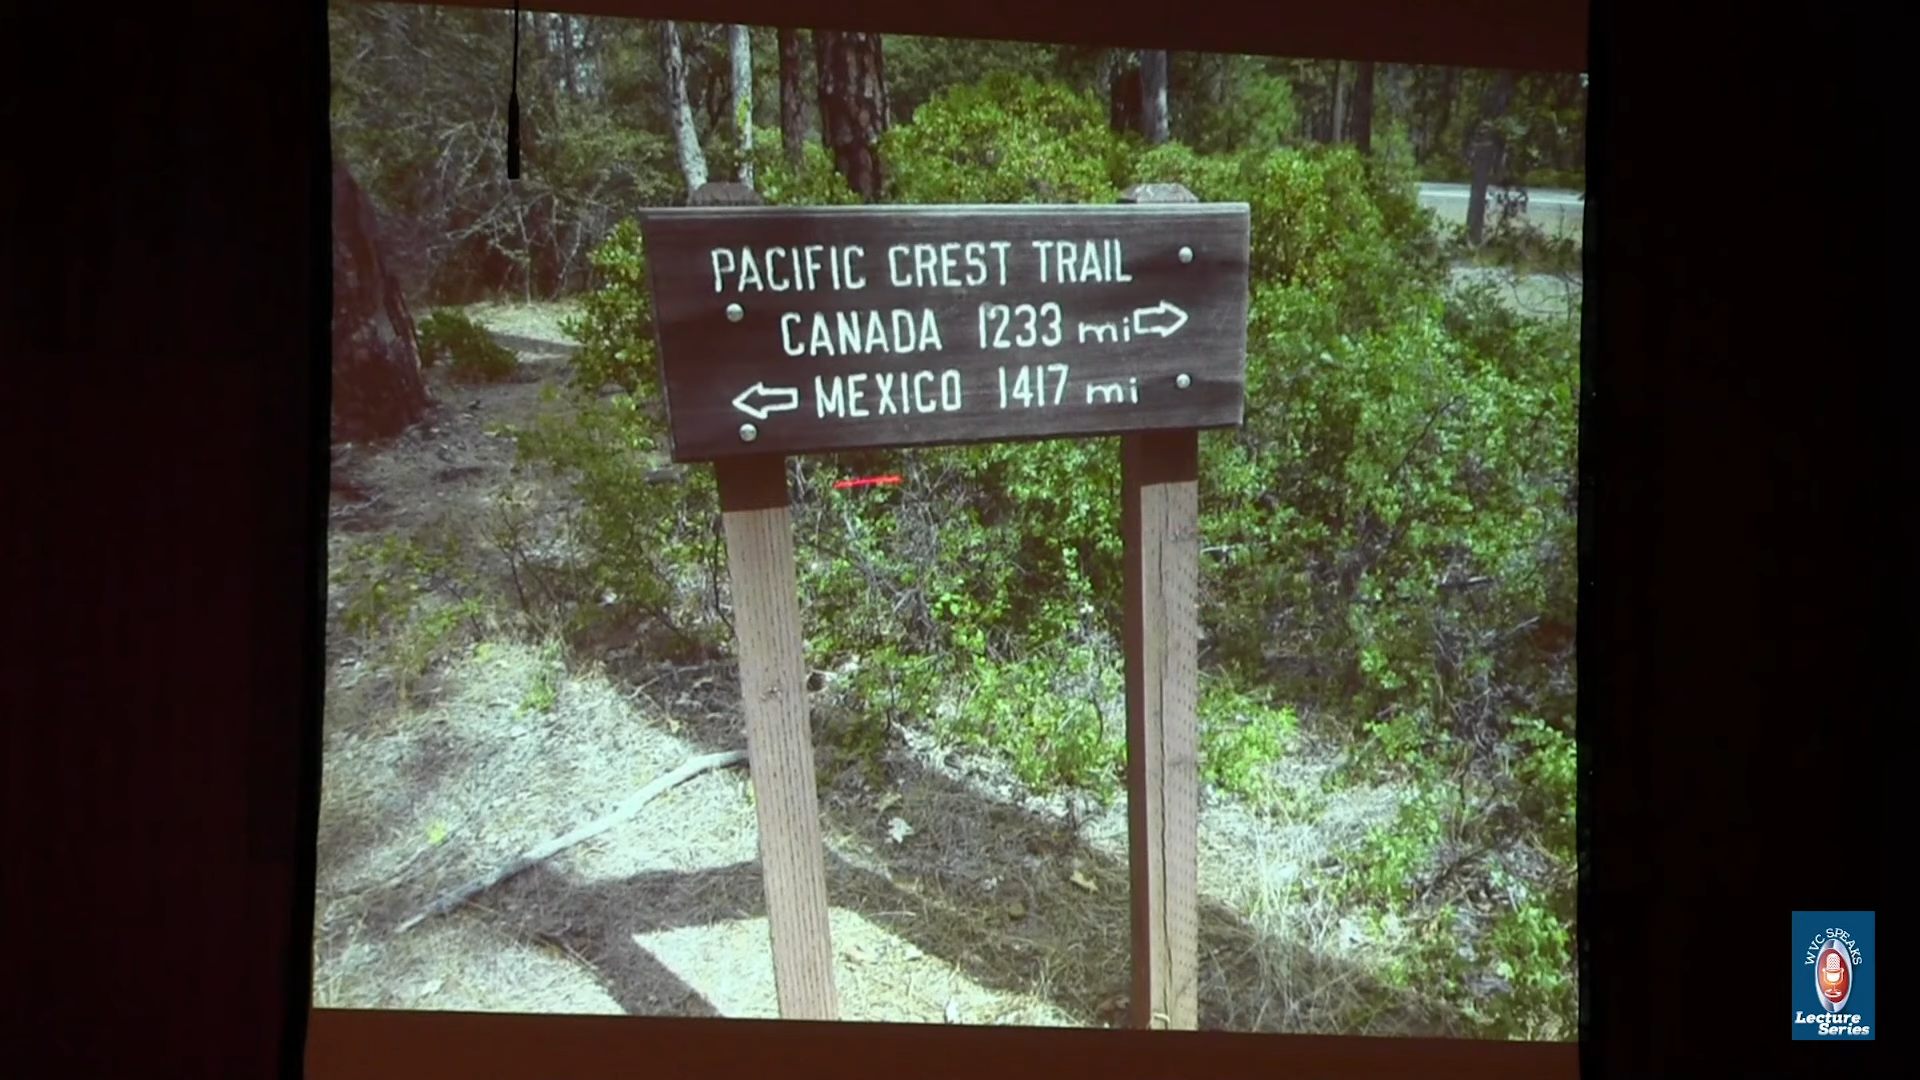 PACIFIC CREST TRAIL
CANADA 1233 mi
MEXICO 1417 mi
WVC SPEAKS
Lecture
Series